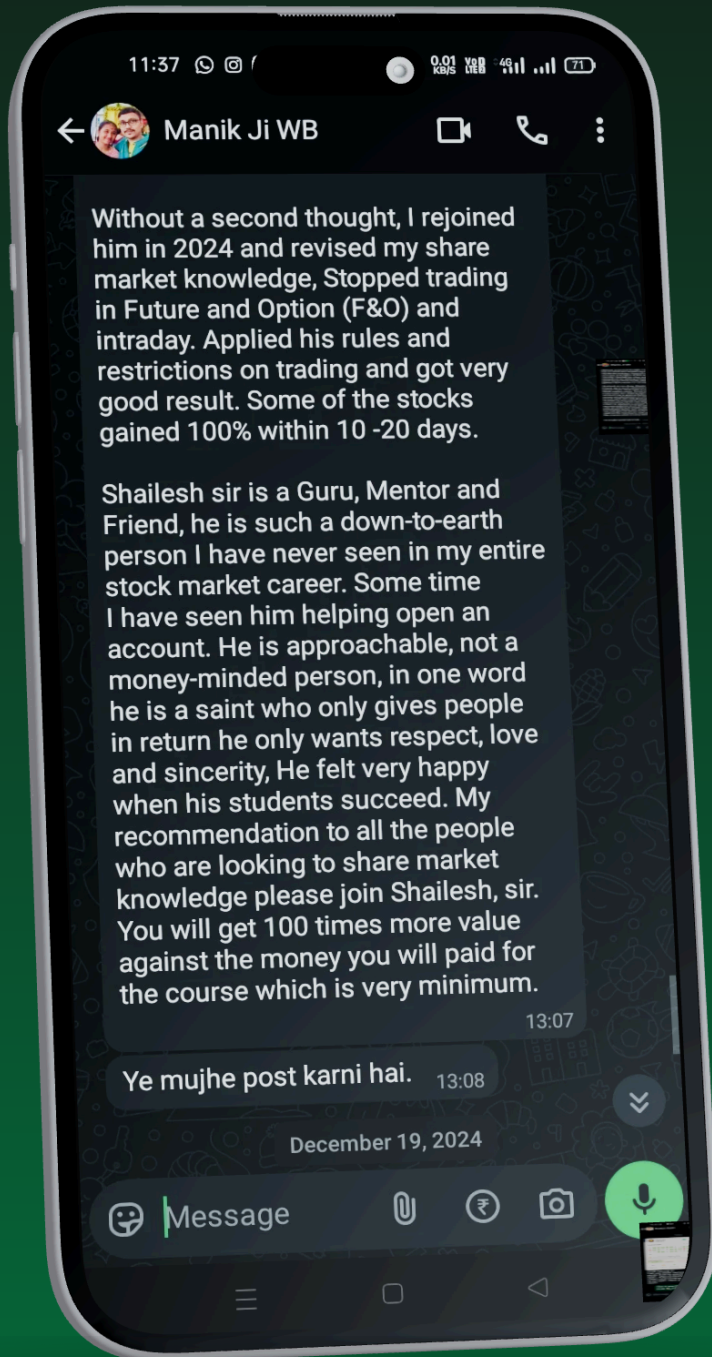 11:37
0.01 KB/S
VoD LTE
4G
71
Manik Ji WB
Without a second thought, I rejoined
him in 2024 and revised my share
market knowledge, Stopped trading
in Future and Option (F&O) and
intraday. Applied his rules and
restrictions on trading and got very
good result. Some of the stocks
gained 100% within 10 -20 days.
Shailesh sir is a Guru, Mentor and
Friend, he is such a down-to-earth
person I have never seen in my entire
stock market career. Some time
I have seen him helping open an
account. He is approachable, not a
money-minded person, in one word
he is a saint who only gives people
in return he only wants respect, love
and sincerity, He felt very happy
when his students succeed. My
recommendation to all the people
who are looking to share market
knowledge please join Shailesh, sir.
You will get 100 times more value
against the money you will paid for
the course which is very minimum.
13:07
Ye mujhe post karni hai. 13:08
December 19, 2024
Message
₹